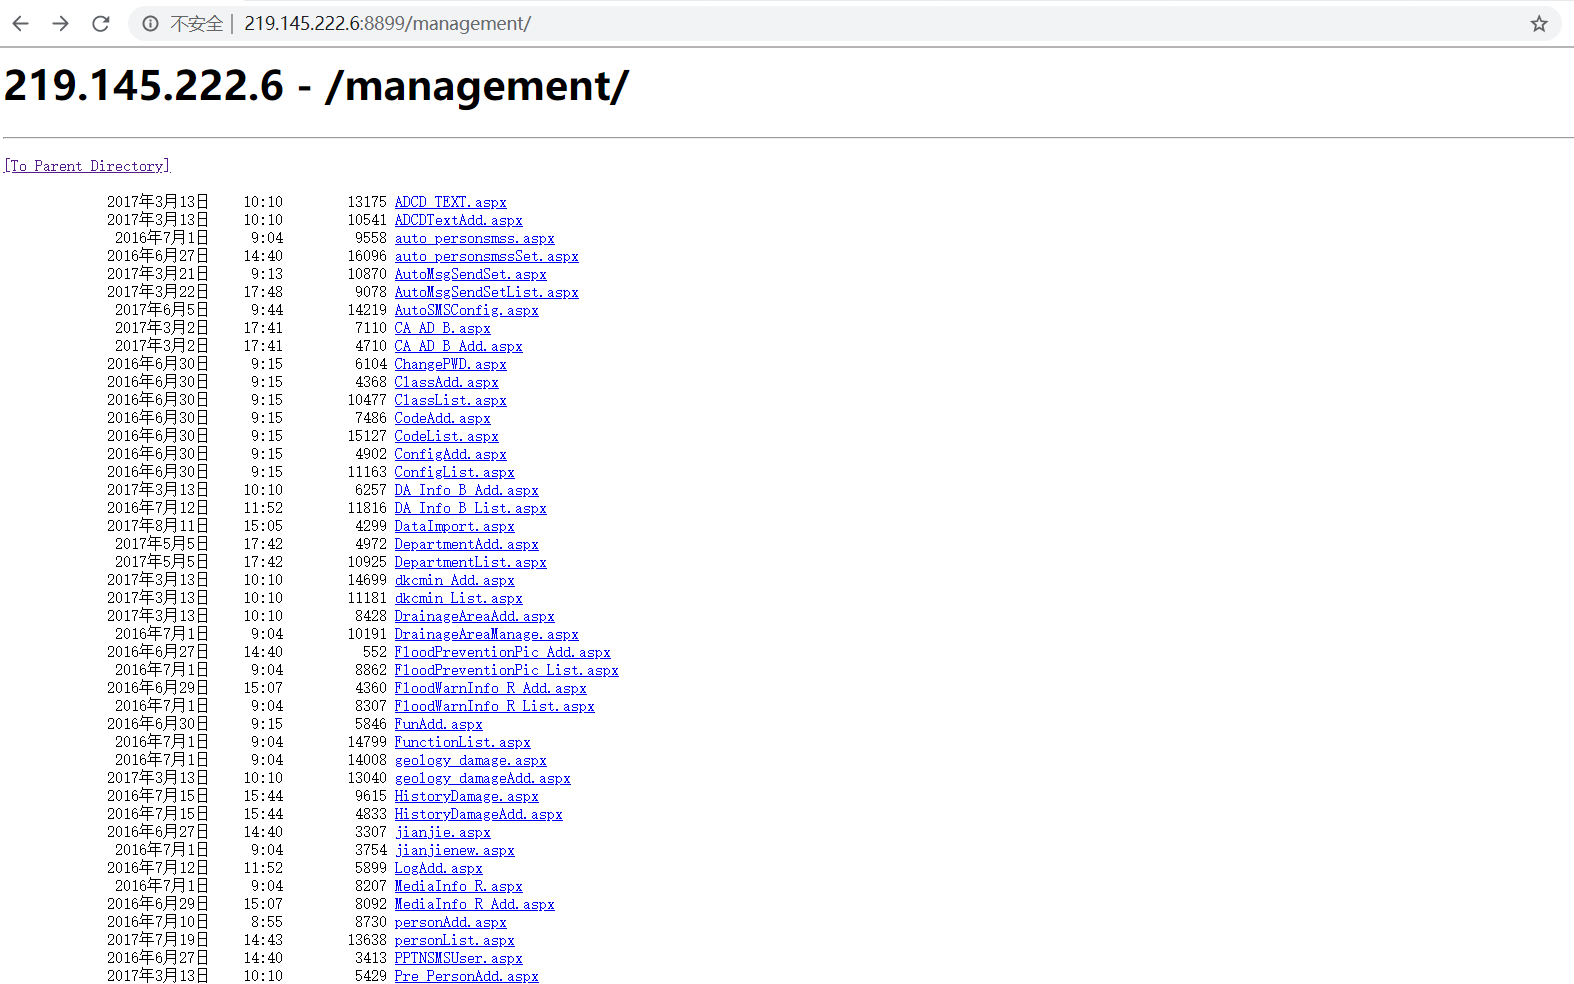 不安全 | 219.145.222.6:8899/management/
219.145.222.6 - /management/
[To Parent Directory]
2017年3月13日 10:10 13175 ADCD_TEXT.aspx
2017年3月13日 10:10 10541 ADCDTextAdd.aspx
2016年7月1日 9:04 9558 auto_personsmss.aspx
2016年6月27日 14:40 16096 auto_personsmssSet.aspx
2017年3月21日 9:13 10870 AutoMsgSendSet.aspx
2017年3月22日 17:48 9078 AutoMsgSendSetList.aspx
2017年6月5日 9:44 14219 AutoSMSConfig.aspx
2017年3月2日 17:41 7110 CA_AD_B.aspx
2017年3月2日 17:41 4710 CA_AD_B_Add.aspx
2016年6月30日 9:15 6104 ChangePWD.aspx
2016年6月30日 9:15 4368 ClassAdd.aspx
2016年6月30日 9:15 10477 ClassList.aspx
2016年6月30日 9:15 7486 CodeAdd.aspx
2016年6月30日 9:15 15127 CodeList.aspx
2016年6月30日 9:15 4902 ConfigAdd.aspx
2016年6月30日 9:15 11163 ConfigList.aspx
2017年3月13日 10:10 6257 DA_Info_B_Add.aspx
2016年7月12日 11:52 11816 DA_Info_B_List.aspx
2017年8月11日 15:05 4299 DataImport.aspx
2017年5月5日 17:42 4972 DepartmentAdd.aspx
2017年5月5日 17:42 10925 DepartmentList.aspx
2017年3月13日 10:10 14699 dkcmin_Add.aspx
2017年3月13日 10:10 11181 dkcmin_List.aspx
2017年3月13日 10:10 8428 DrainageAreaAdd.aspx
2016年7月1日 9:04 10191 DrainageAreaManage.aspx
2016年6月27日 14:40 552 FloodPreventionPic_Add.aspx
2016年7月1日 9:04 8862 FloodPreventionPic_List.aspx
2016年6月29日 15:07 4360 FloodWarnInfo_R_Add.aspx
2016年7月1日 9:04 8307 FloodWarnInfo_R_List.aspx
2016年6月30日 9:15 5846 FunAdd.aspx
2016年7月1日 9:04 14799 FunctionList.aspx
2016年7月1日 9:04 14008 geology_damage.aspx
2017年3月13日 10:10 13040 geology_damageAdd.aspx
2016年7月15日 15:44 9615 HistoryDamage.aspx
2016年7月15日 15:44 4833 HistoryDamageAdd.aspx
2016年6月27日 14:40 3307 jianjie.aspx
2016年7月1日 9:04 3754 jianjienew.aspx
2016年7月12日 11:52 5899 LogAdd.aspx
2016年7月1日 9:04 8207 MediaInfo_R.aspx
2016年6月29日 15:07 8092 MediaInfo_R_Add.aspx
2016年7月10日 8:55 8730 personAdd.aspx
2017年7月19日 14:43 13638 personList.aspx
2016年6月27日 14:40 3413 PPTNSMSUser.aspx
2017年3月13日 10:10 5429 Pre_PersonAdd.aspx